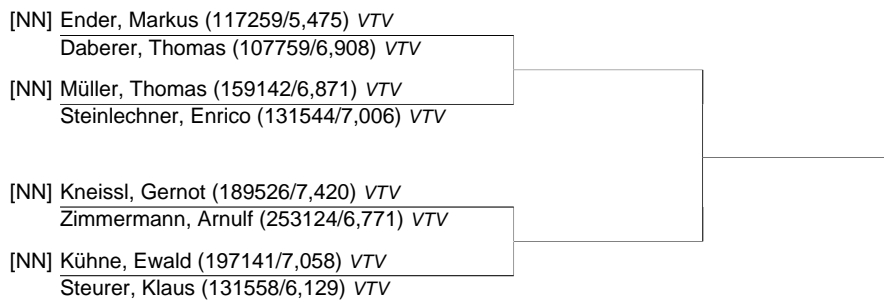 [NN] Ender, Markus (117259/5,475) VTV
Daberer, Thomas (107759/6,908) VTV
[NN] Müller, Thomas (159142/6,871) VTV
Steinlechner, Enrico (131544/7,006) VTV
[NN] Kneissl, Gernot (189526/7,420) VTV
Zimmermann, Arnulf (253124/6,771) VTV
[NN] Kühne, Ewald (197141/7,058) VTV
Steurer, Klaus (131558/6,129) VTV